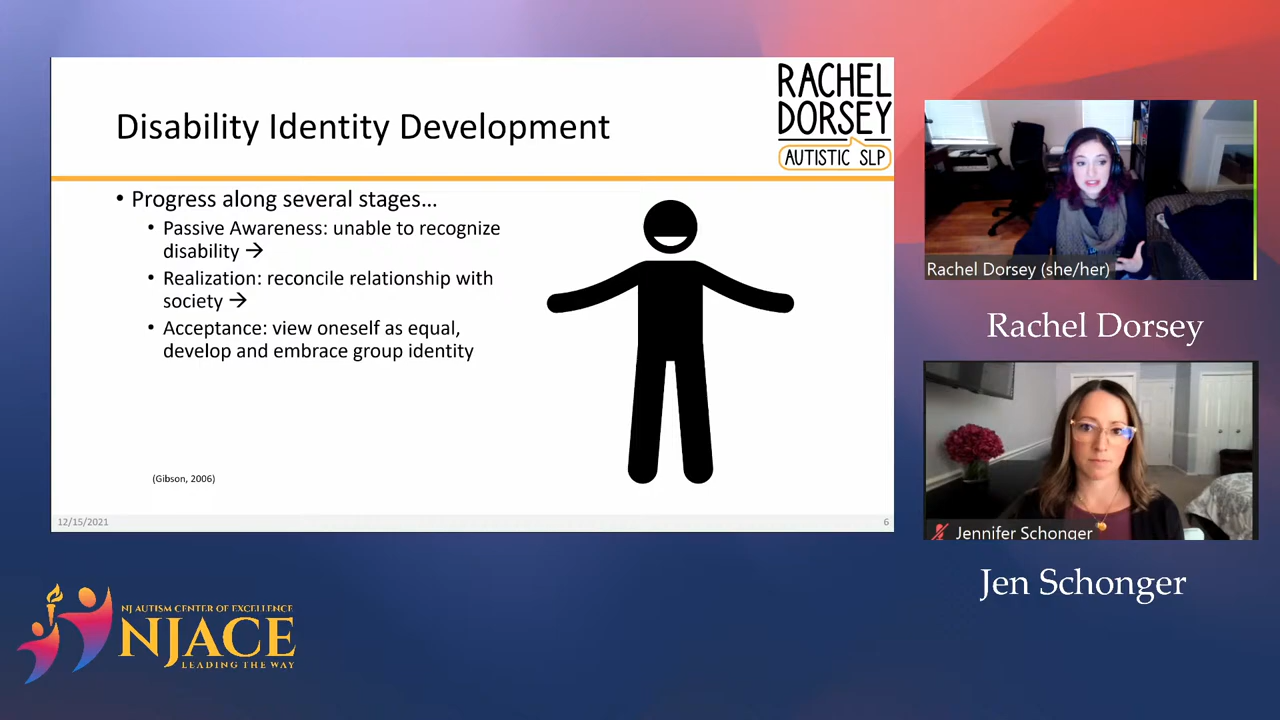 Disability Identity Development
RACHEL
DORSEY
AUTISTIC SLP
• Progress along several stages...
• Passive Awareness: unable to recognize
disability →
• Realization: reconcile relationship with
society →
• Acceptance: view oneself as equal,
develop and embrace group identity
(Gibson, 2006)
12/15/2021
6
Rachel Dorsey (she/her)
Rachel Dorsey
Jennifer Schonger
Jen Schonger
NJ AUTISM CENTER OF EXCELLENCE
NJACE
LEADING THE WAY